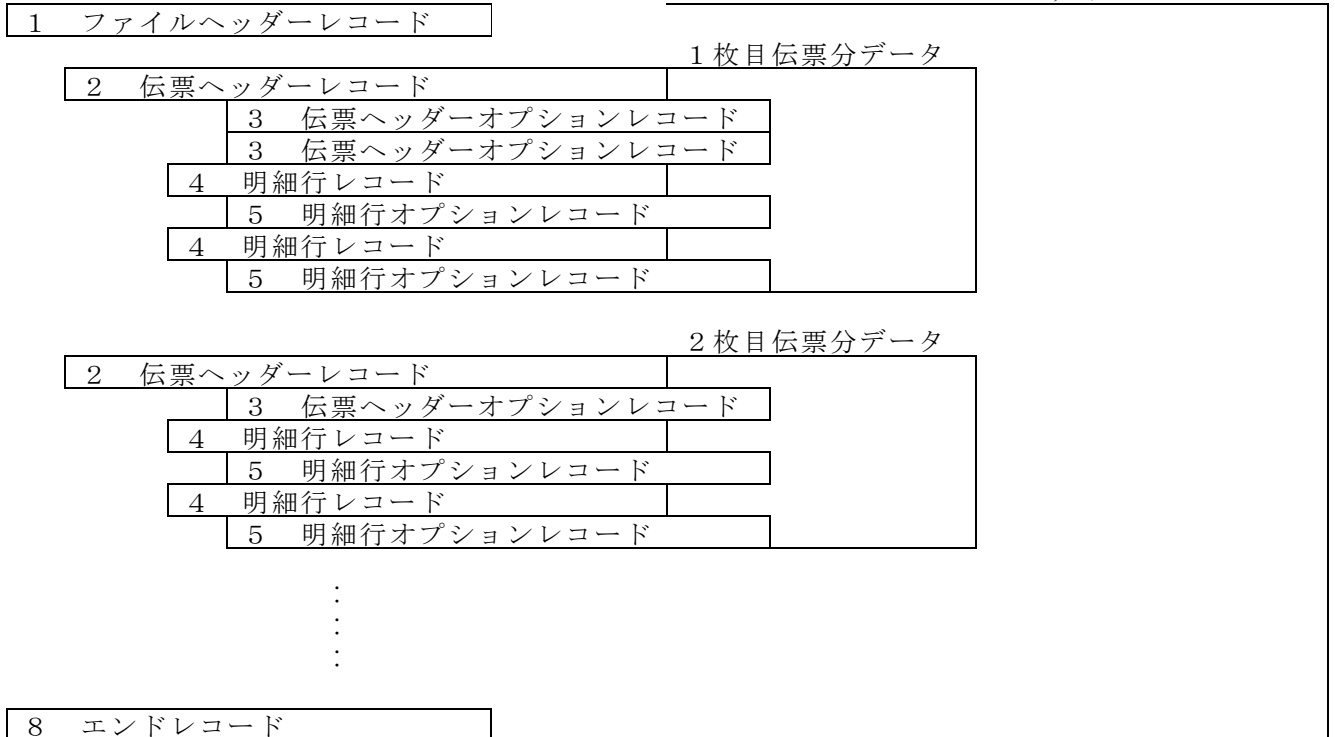 1 ファイルヘッダーレコード
1枚目伝票分データ
2 伝票ヘッダーレコード
3 伝票ヘッダーオプションレコード
3 伝票ヘッダーオプションレコード
4 明細行レコード
5 明細行オプションレコード
4 明細行レコード
5 明細行オプションレコード
2枚目伝票分データ
2 伝票ヘッダーレコード
3 伝票ヘッダーオプションレコード
4 明細行レコード
5 明細行オプションレコード
4 明細行レコード
5 明細行オプションレコード
:
:
:
8 エンドレコード